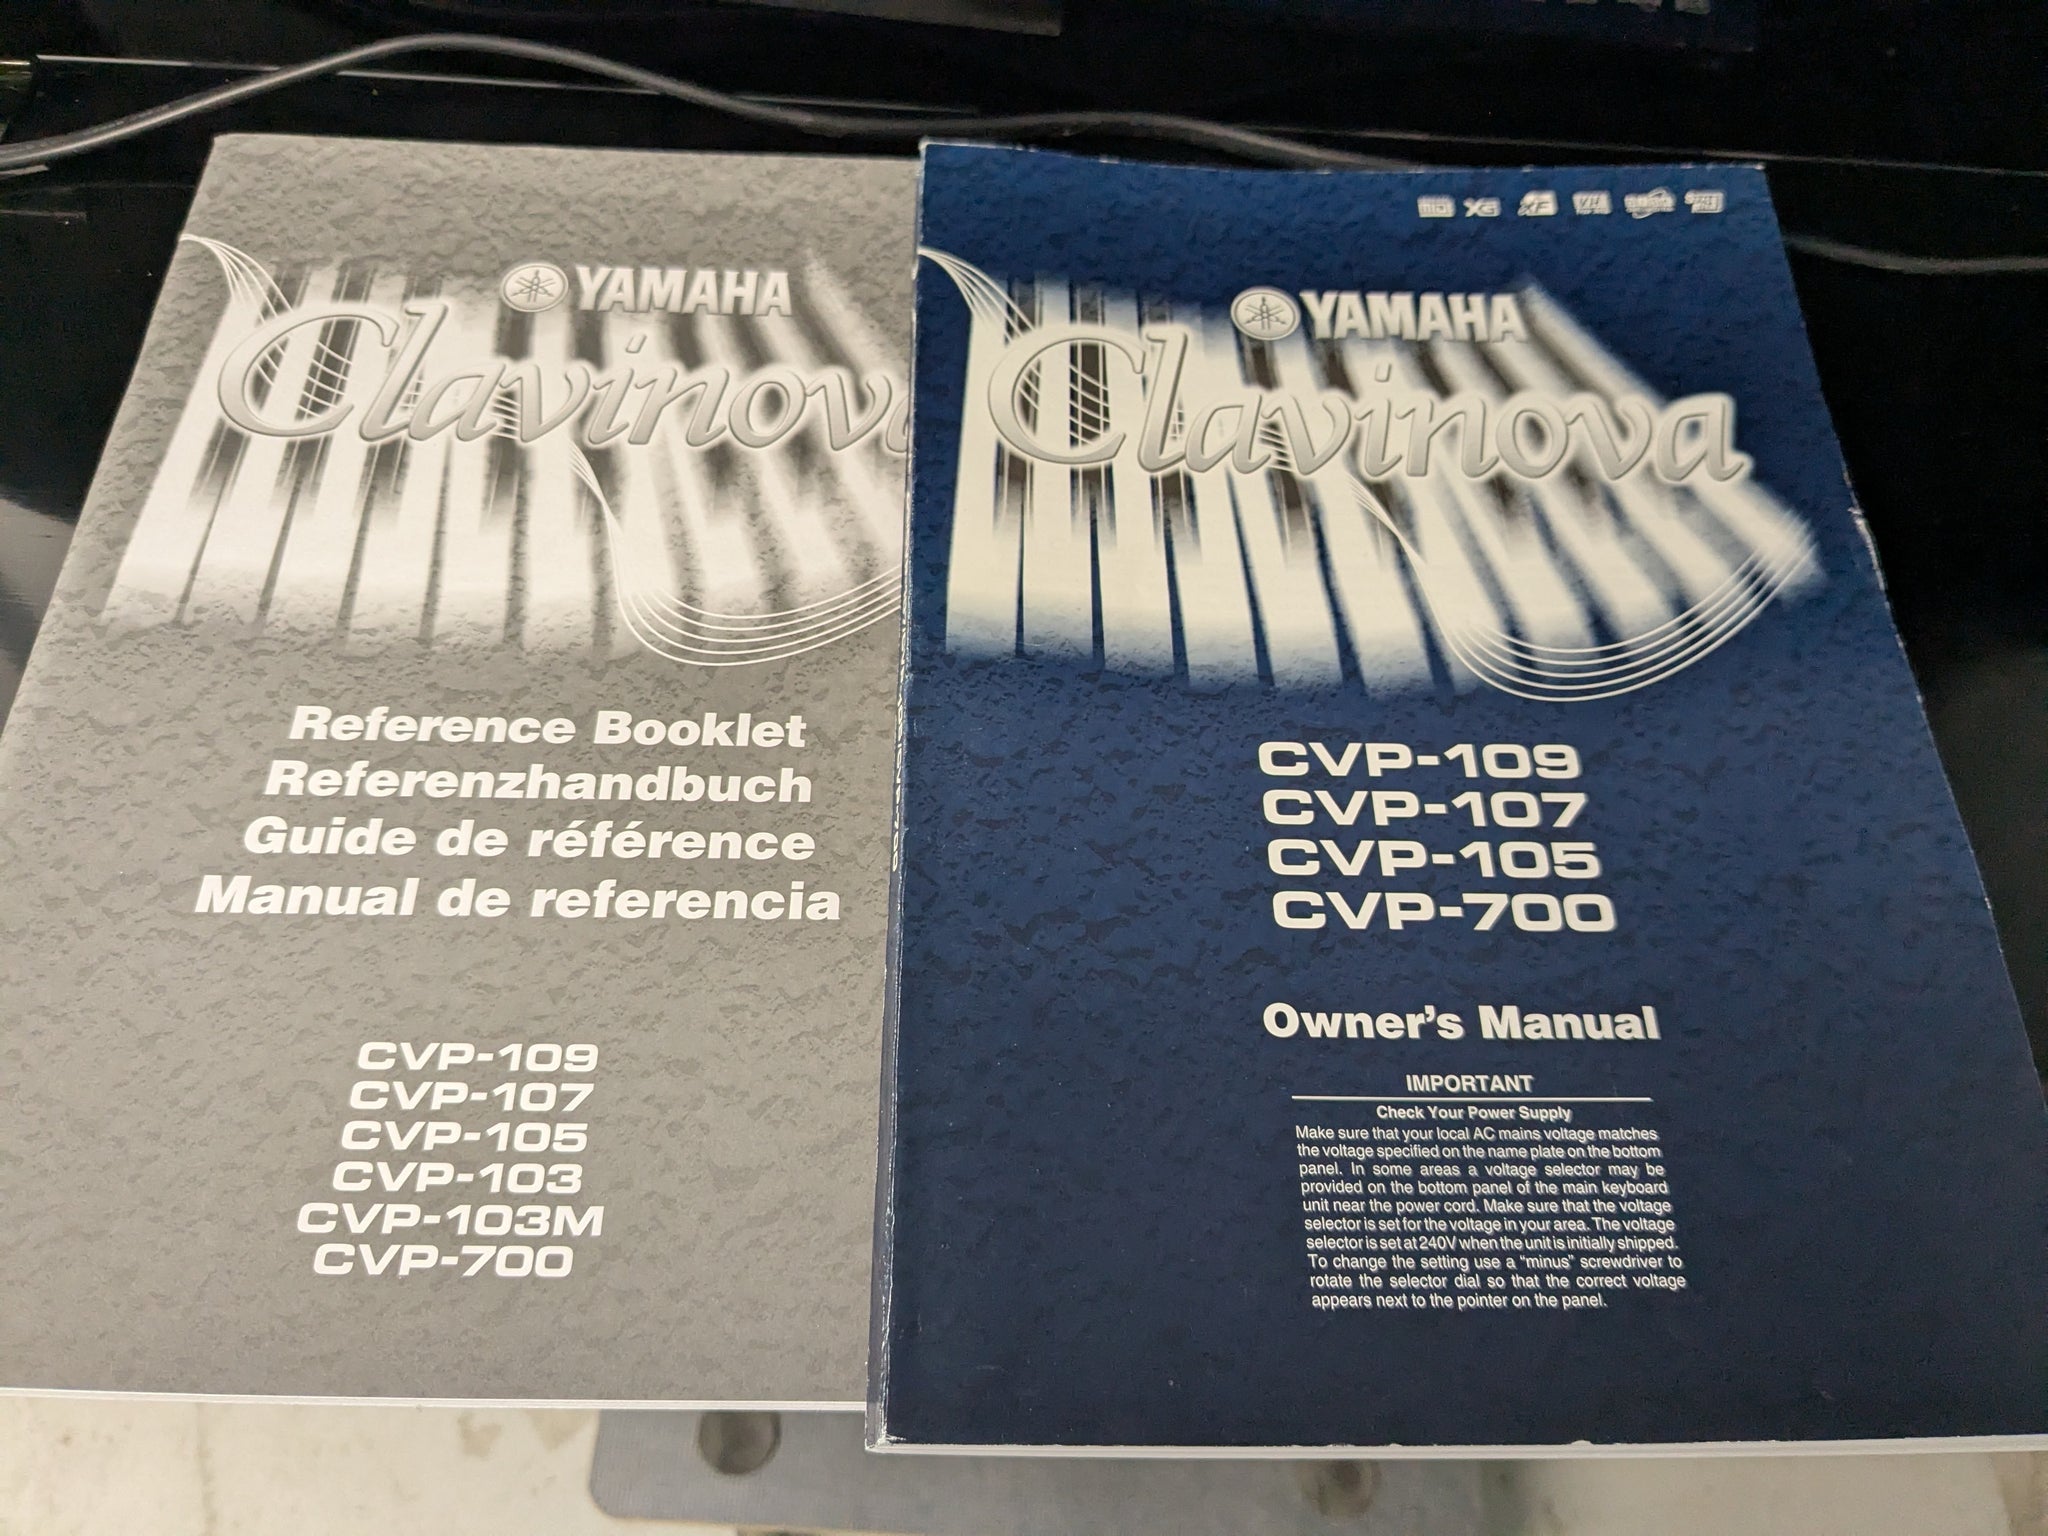 YAMAHA
Clavinova
Reference Booklet
Referenzhandbuch
Guide de référence
Manual de referencia
CVP-109
CVP-107
CVP-105
CVP-103
CVP-103M
CVP-700
MIDI XG XF
YAMAHA
Clavinova
CVP-109
CVP-107
CVP-105
CVP-700
Owner's Manual
IMPORTANT
Check Your Power Supply
Make sure that your local AC mains voltage matches
the voltage specified on the name plate on the bottom
panel. In some areas a voltage selector may be
provided on the bottom panel of the main keyboard
unit near the power cord. Make sure that the voltage
selector is set for the voltage in your area. The voltage
selector is set at 240V when the unit is initially shipped.
To change the setting use a "minus" screwdriver to
rotate the selector dial so that the correct voltage
appears next to the pointer on the panel.